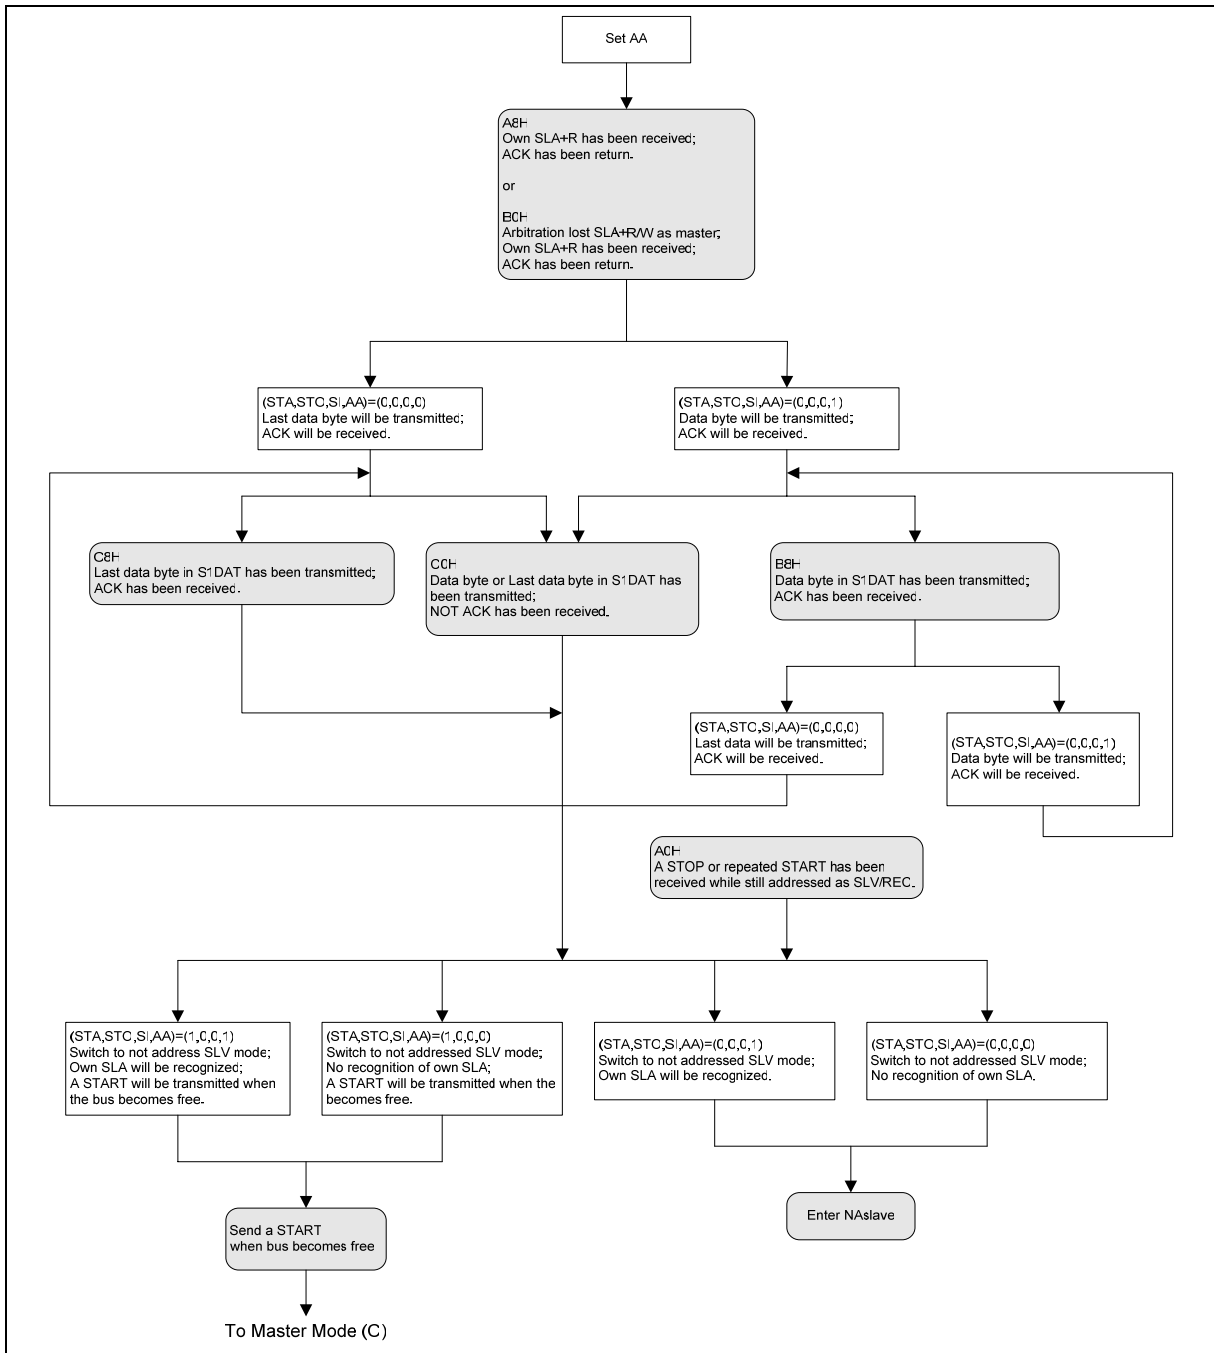 Set AA
A8H
Own SLA+R has been received;
ACK has been return.
or
B0H
Arbitration lost SLA+R/W as master;
Own SLA+R has been received;
ACK has been return.
(STA,STO,SI,AA)=(0,0,0,0)
Last data byte will be transmitted;
ACK will be received.
(STA,STO,SI,AA)=(0,0,0,1)
Data byte will be transmitted;
ACK will be received.
C8H
Last data byte in S1DAT has been transmitted;
ACK has been received.
C0H
Data byte or Last data byte in S1DAT has
been transmitted;
NOT ACK has been received.
B8H
Data byte in S1DAT has been transmitted;
ACK has been received.
(STA,STO,SI,AA)=(0,0,0,0)
Last data will be transmitted;
ACK will be received.
(STA,STO,SI,AA)=(0,0,0,1)
Data byte will be transmitted;
ACK will be received.
A0H
A STOP or repeated START has been
received while still addressed as SLV/REC.
(STA,STO,SI,AA)=(1,0,0,1)
Switch to not address SLV mode;
Own SLA will be recognized;
A START will be transmitted when
the bus becomes free.
(STA,STO,SI,AA)=(1,0,0,0)
Switch to not addressed SLV mode;
No recognition of own SLA;
A START will be transmitted when the
becomes free.
(STA,STO,SI,AA)=(0,0,0,1)
Switch to not addressed SLV mode;
Own SLA will be recognized.
(STA,STO,SI,AA)=(0,0,0,0)
Switch to not addressed SLV mode;
No recognition of own SLA.
Send a START
when bus becomes free
Enter NAslave
To Master Mode (C)